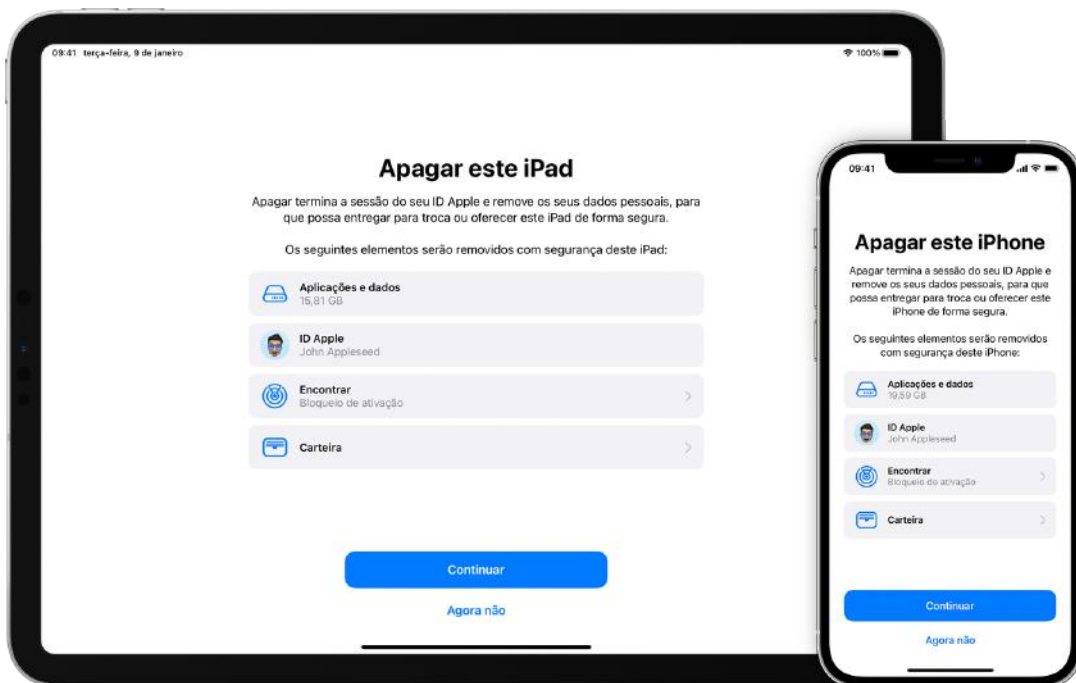 09:41 terça-feira, 9 de janeiro
100%
Apagar este iPad
Apagar termina a sessão do seu ID Apple e remove os seus dados pessoais, para
que possa entregar para troca ou oferecer este iPad de forma segura.
Os seguintes elementos serão removidos com segurança deste iPad:
Aplicações e dados
15,81 GB
ID Apple
John Appleseed
Encontrar
Bloqueio de ativação
Carteira
Continuar
Agora não
09:41
Apagar este iPhone
Apagar termina a sessão do seu ID Apple e
remove os seus dados pessoais, para que
possa entregar para troca ou oferecer este
iPhone de forma segura.
Os seguintes elementos serão removidos
com segurança deste iPhone:
Aplicações e dados
19,59 GB
ID Apple
John Appleseed
Encontrar
Bloqueio de ativação
Carteira
Continuar
Agora não